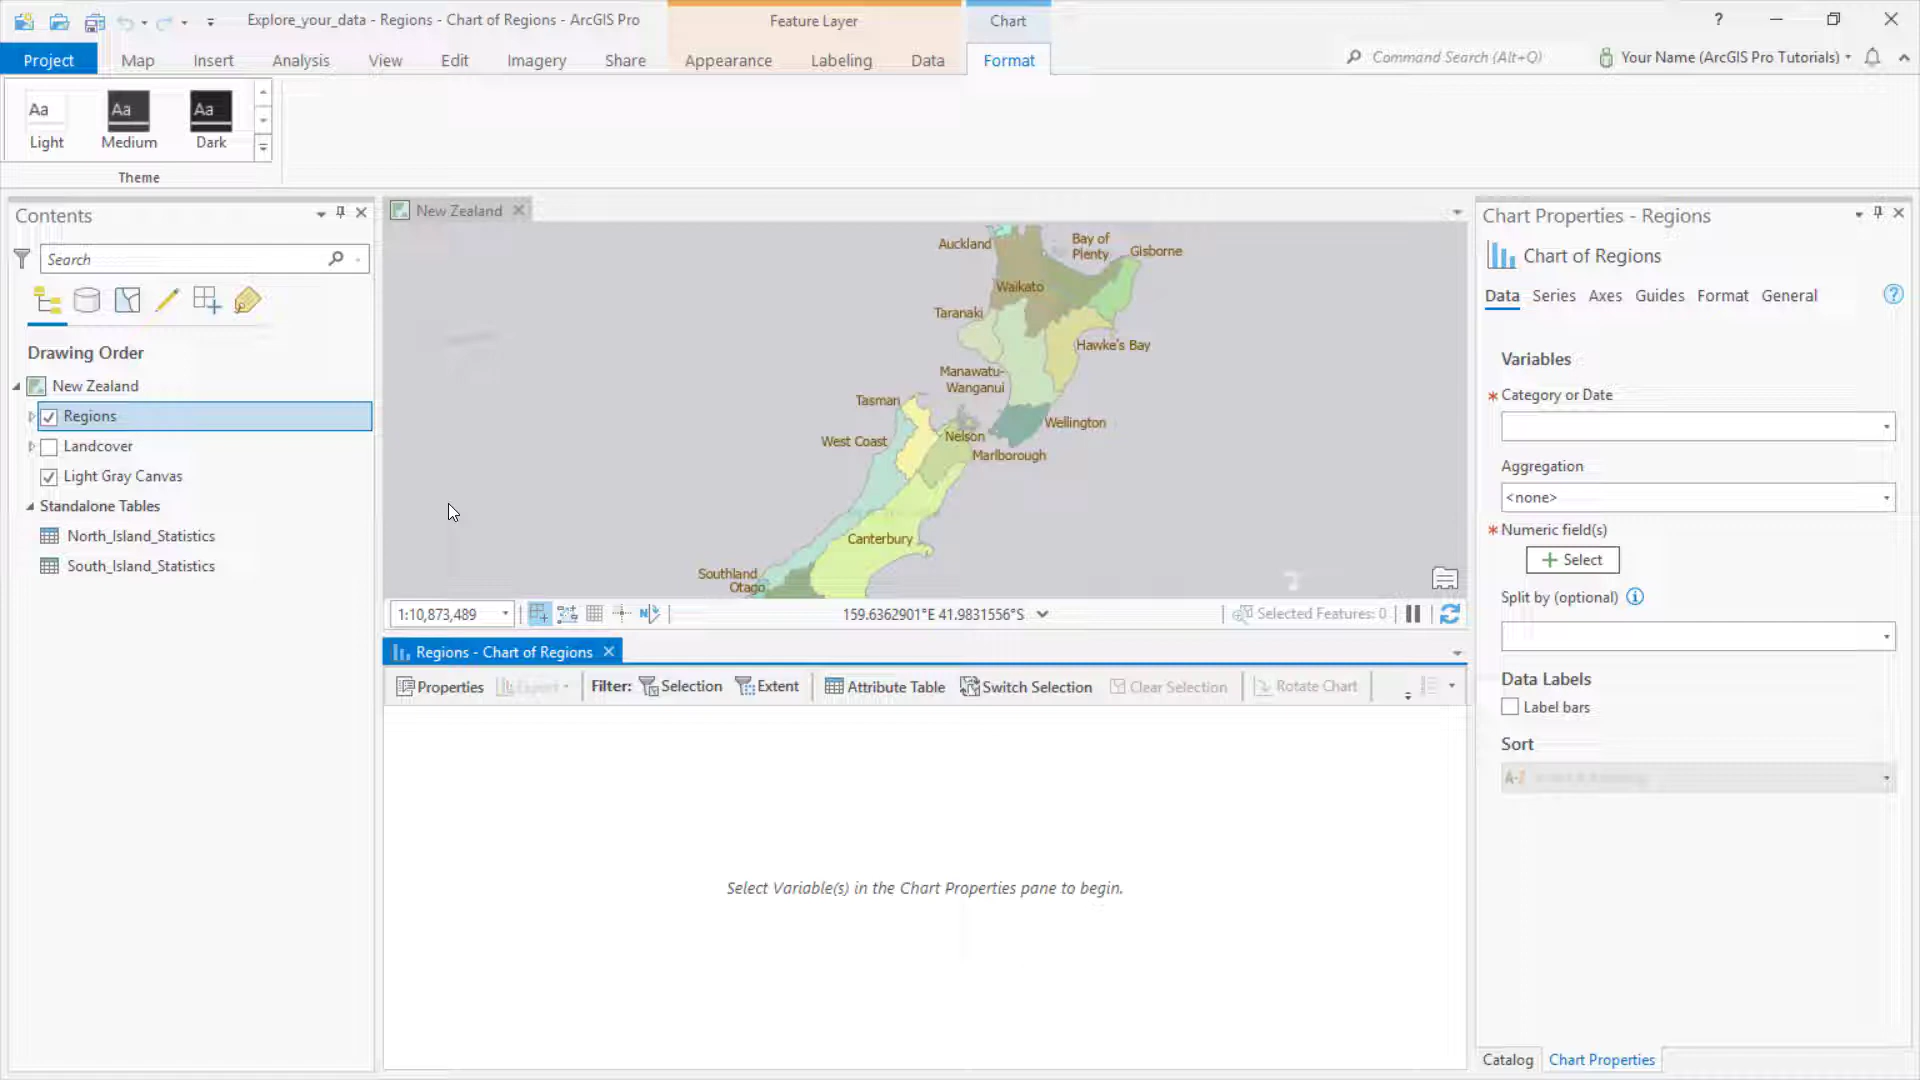 Explore_your_data - Regions - Chart of Regions - ArcGIS Pro
Feature Layer
Chart
?
Project
Map
Insert
Analysis
View
Edit
Imagery
Share
Appearance
Labeling
Data
Format
Command Search (Alt+Q)
Your Name (ArcGIS Pro Tutorials)
Aa
Aa
Aa
Light
Medium
Dark
Theme
Contents
Search
Drawing Order
New Zealand
Regions
Landcover
Light Gray Canvas
Standalone Tables
North_Island_Statistics
South_Island_Statistics
New Zealand
Auckland
Bay of
Plenty
Gisborne
Waikato
Taranaki
Hawke's Bay
Manawatu-
Wanganui
Tasman
Wellington
West Coast
Nelson
Marlborough
Canterbury
Southland
Otago
1:10,873,489
159.6362901°E 41.9831556°S
Selected Features: 0
Regions - Chart of Regions
Properties
Export
Filter:
Selection
Extent
Attribute Table
Switch Selection
Clear Selection
Rotate Chart
Select Variable(s) in the Chart Properties pane to begin.
Chart Properties - Regions
Chart of Regions
Data
Series
Axes
Guides
Format
General
?
Variables
* Category or Date
Aggregation
<none>
* Numeric field(s)
Select
Split by (optional)
Data Labels
Label bars
Sort
Catalog
Chart Properties